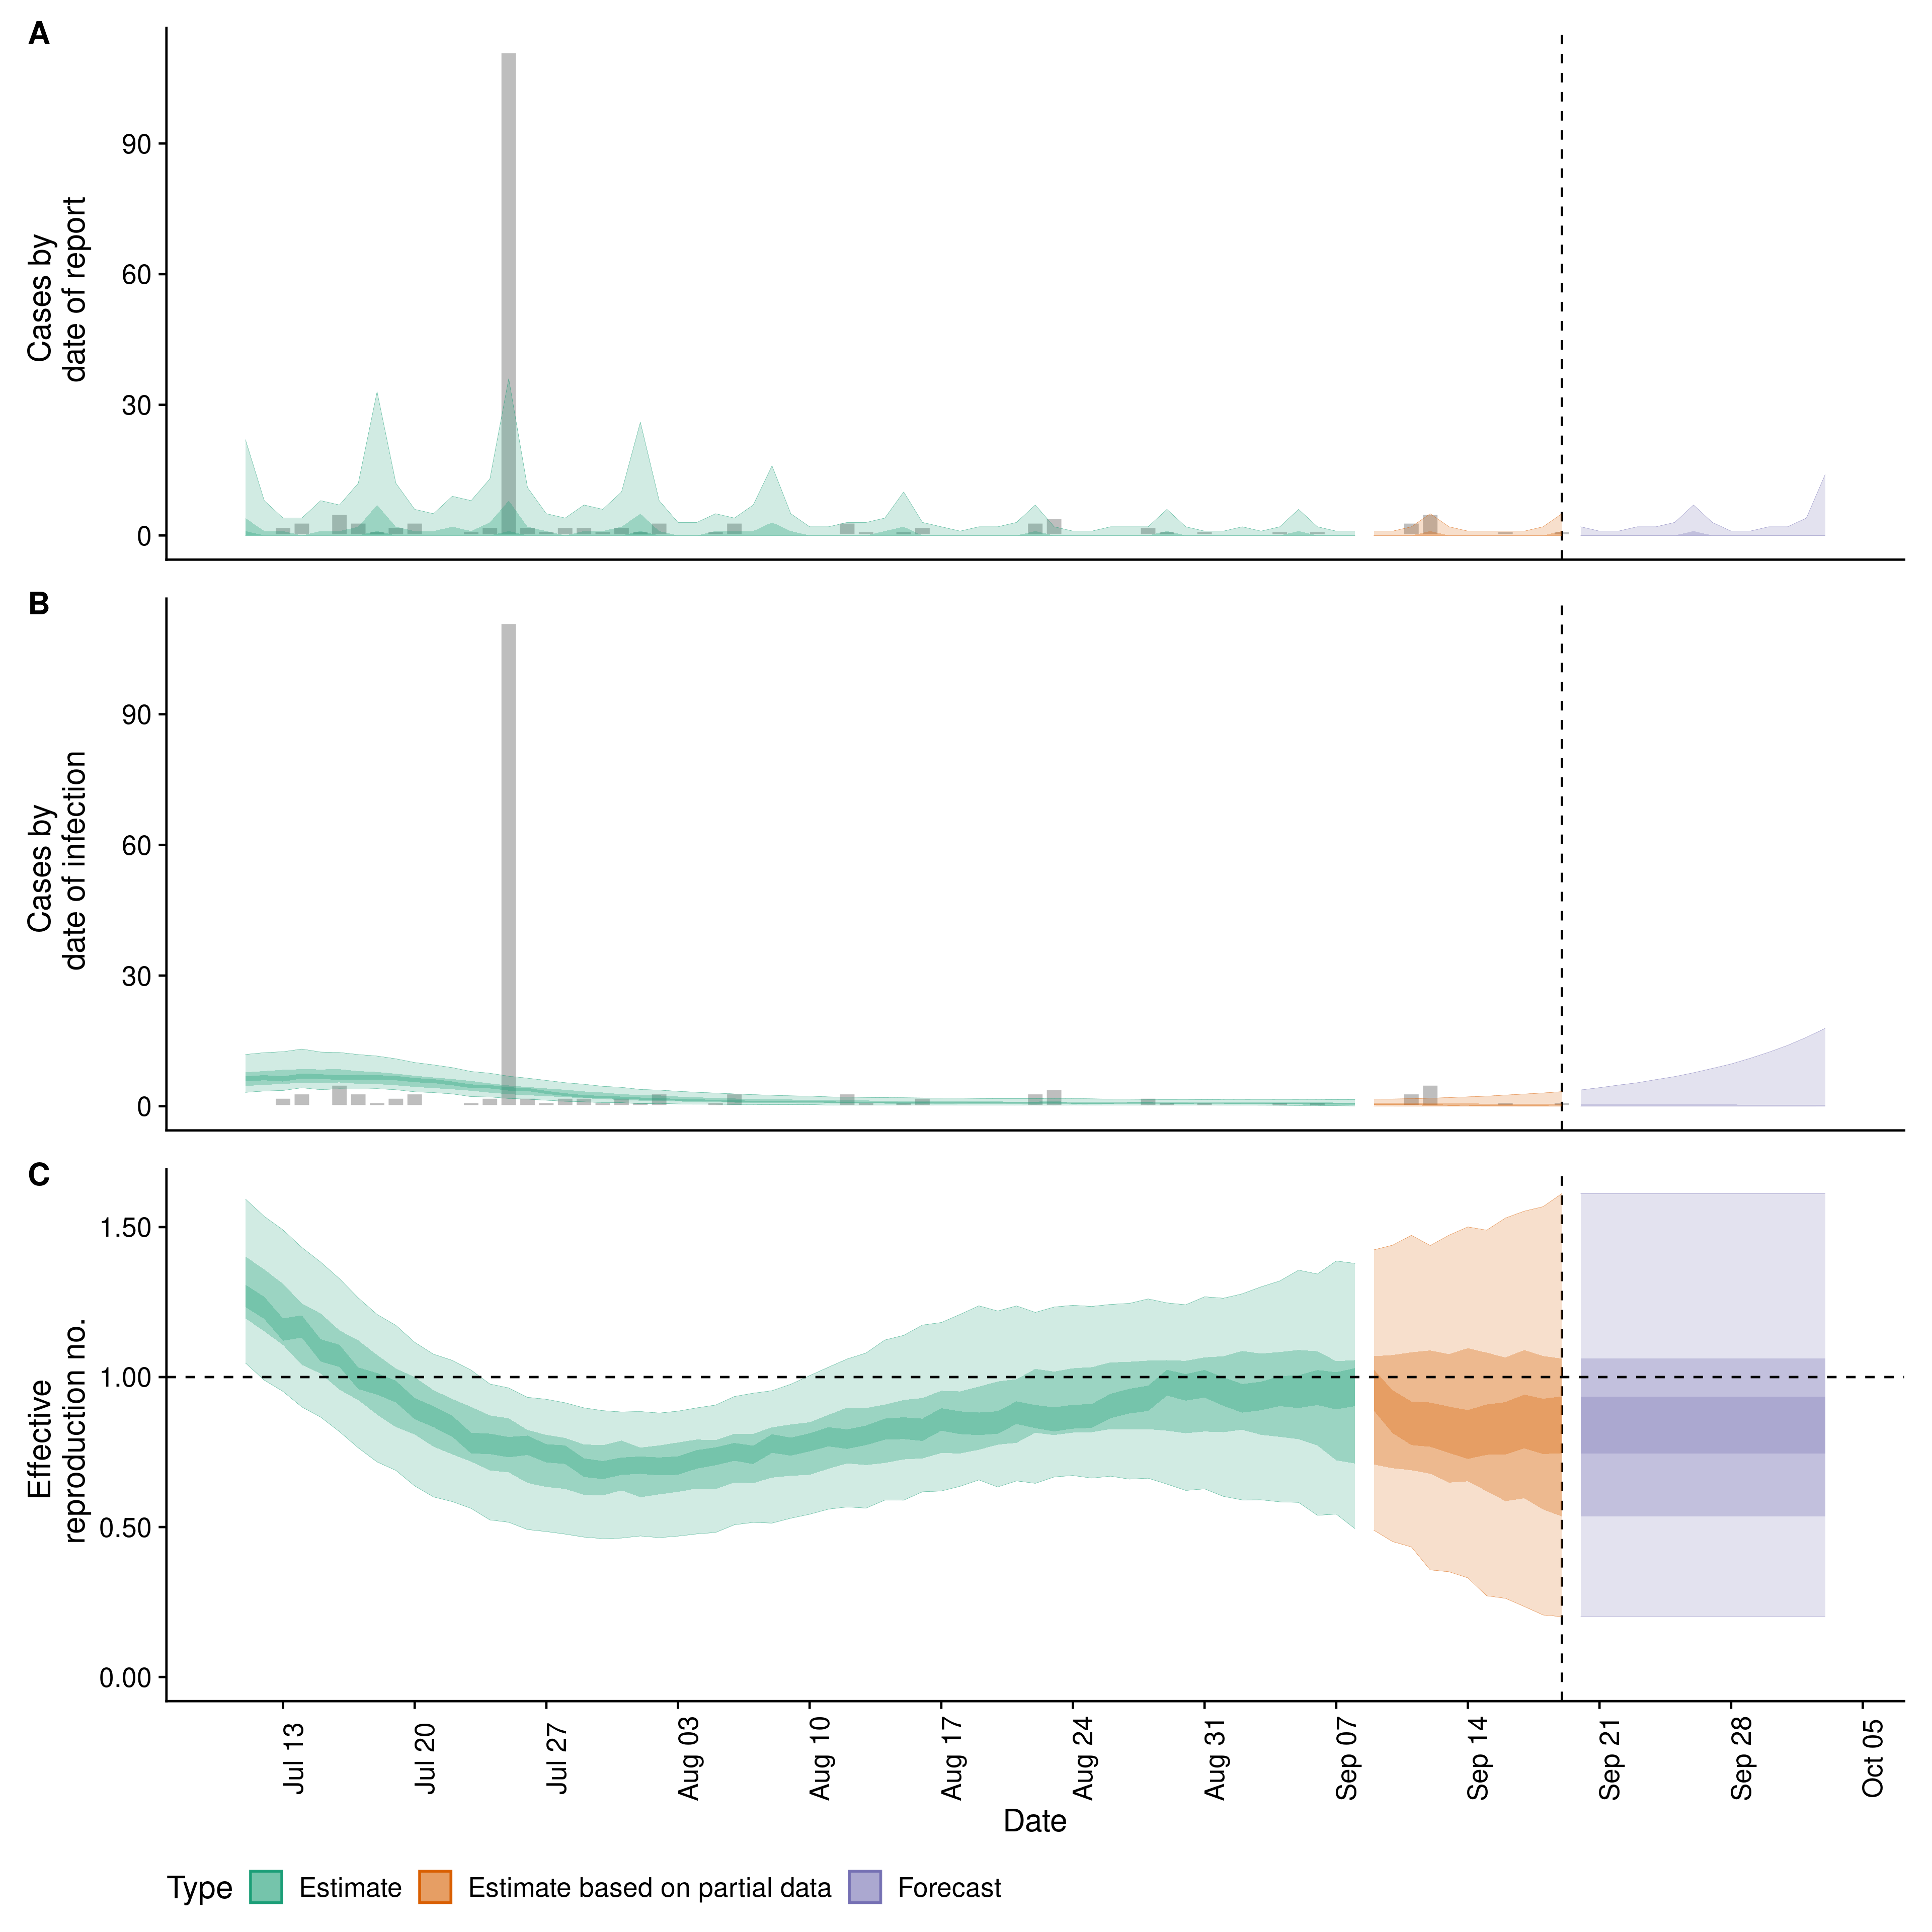 A
Cases by
date of report
90
60
30
0
B
Cases by
date of infection
90
60
30
0
C
Effective
reproduction no.
1.50
1.00
0.50
0.00
Jul 13
Jul 20
Jul 27
Aug 03
Aug 10
Aug 17
Aug 24
Aug 31
Sep 07
Sep 14
Sep 21
Sep 28
Oct 05
Date
Type Estimate Estimate based on partial data Forecast